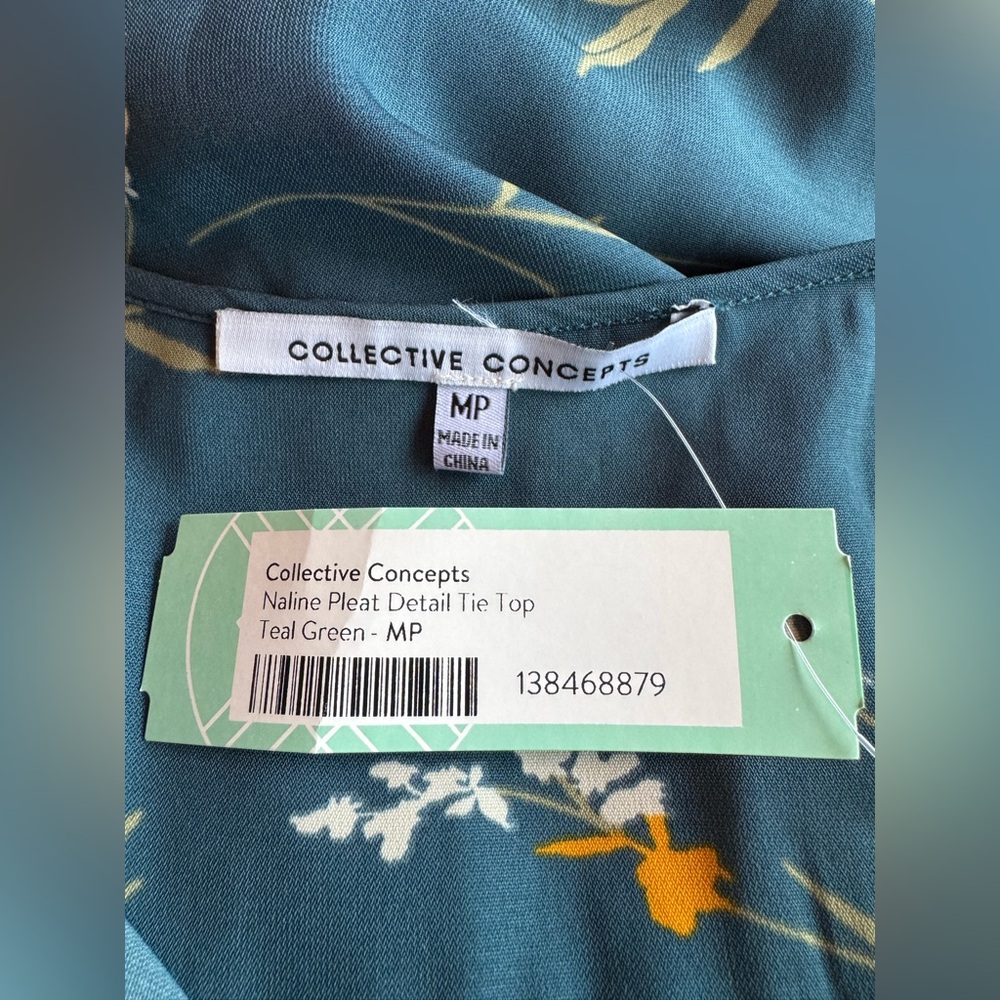 COLLECTIVE CONCEPTS
MP
MADE IN
CHINA
Collective Concepts
Naline Pleat Detail Tie Top
Teal Green - MP
138468879